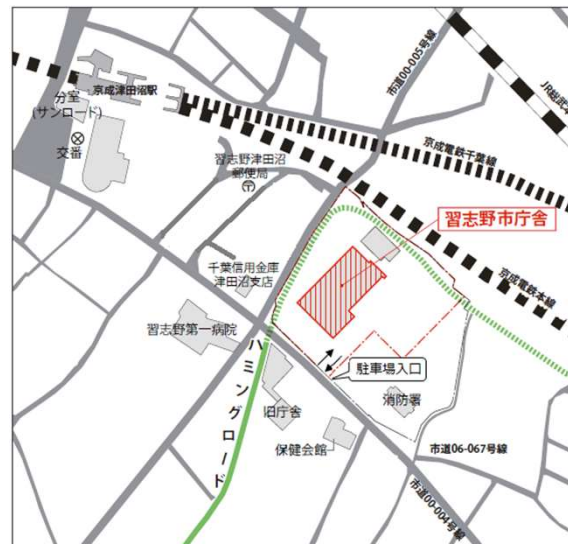 市道00-005号線
JR総武本
京成津田沼駅
分室
(サンロード)
交番
京成電鉄千葉線
習志野津田沼
郵便局
習志野市庁舎
京成電鉄本線
千葉信用金庫
津田沼支店
習志野第一病院
ハミングロード
駐車場入口
旧庁舎
消防署
保健会館
市道06-067号線
市道00-004号線